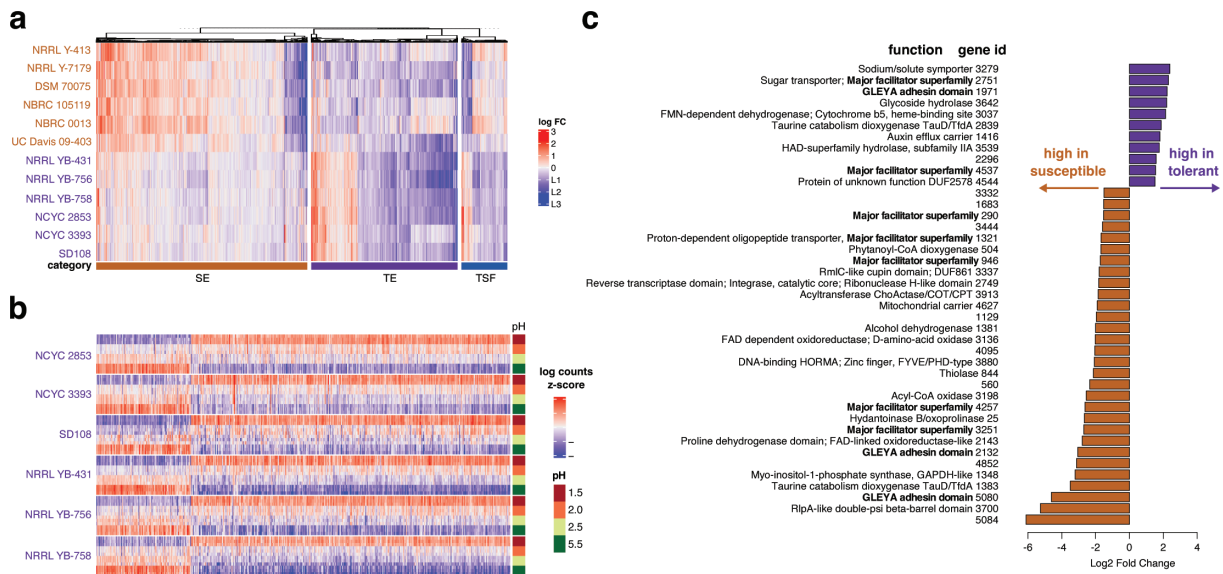 a
NRRL Y-413
NRRL Y-7179
DSM 70075
NBRC 105119
NBRC 0013
UC Davis 09-403
NRRL YB-431
NRRL YB-756
NRRL YB-758
NCYC 2853
NCYC 3393
SD108
category
SE
TE
TSF
log FC
3
2
1
0
L1
L2
L3
b
pH
NCYC 2853
NCYC 3393
SD108
NRRL YB-431
NRRL YB-756
NRRL YB-758
log counts
z-score
pH
1.5
2.0
2.5
5.5
c
function gene id
Sodium/solute symporter 3279
Sugar transporter; Major facilitator superfamily 2751
GLEYA adhesin domain 1971
Glycoside hydrolase 3642
FMN-dependent dehydrogenase; Cytochrome b5, heme-binding site 3037
Taurine catabolism dioxygenase TauD/TfdA 2839
Auxin efflux carrier 1416
HAD-superfamily hydrolase, subfamily IIA 3539
2296
Major facilitator superfamily 4537
Protein of unknown function DUF2578 4544
3332
1683
Major facilitator superfamily 290
3444
Proton-dependent oligopeptide transporter, Major facilitator superfamily 1321
Phytanoyl-CoA dioxygenase 504
Major facilitator superfamily 946
RmlC-like cupin domain; DUF861 3337
Reverse transcriptase domain; Integrase, catalytic core; Ribonuclease H-like domain 2749
Acyltransferase ChoActase/COT/CPT 3913
Mitochondrial carrier 4627
1129
Alcohol dehydrogenase 1381
FAD dependent oxidoreductase; D-amino-acid oxidase 3136
4095
DNA-binding HORMA; Zinc finger, FYVE/PHD-type 3880
Thiolase 844
560
Acyl-CoA oxidase 3198
Major facilitator superfamily 4257
Hydantoinase B/oxoprolinase 25
Major facilitator superfamily 3251
Proline dehydrogenase domain; FAD-linked oxidoreductase-like 2143
GLEYA adhesin domain 2132
4852
Myo-inositol-1-phosphate synthase, GAPDH-like 1348
Taurine catabolism dioxygenase TauD/TfdA 1383
GLEYA adhesin domain 5080
RlpA-like double-psi beta-barrel domain 3700
5084
high in
susceptible
high in
tolerant
-6 -4 -2 0 2 4
Log2 Fold Change